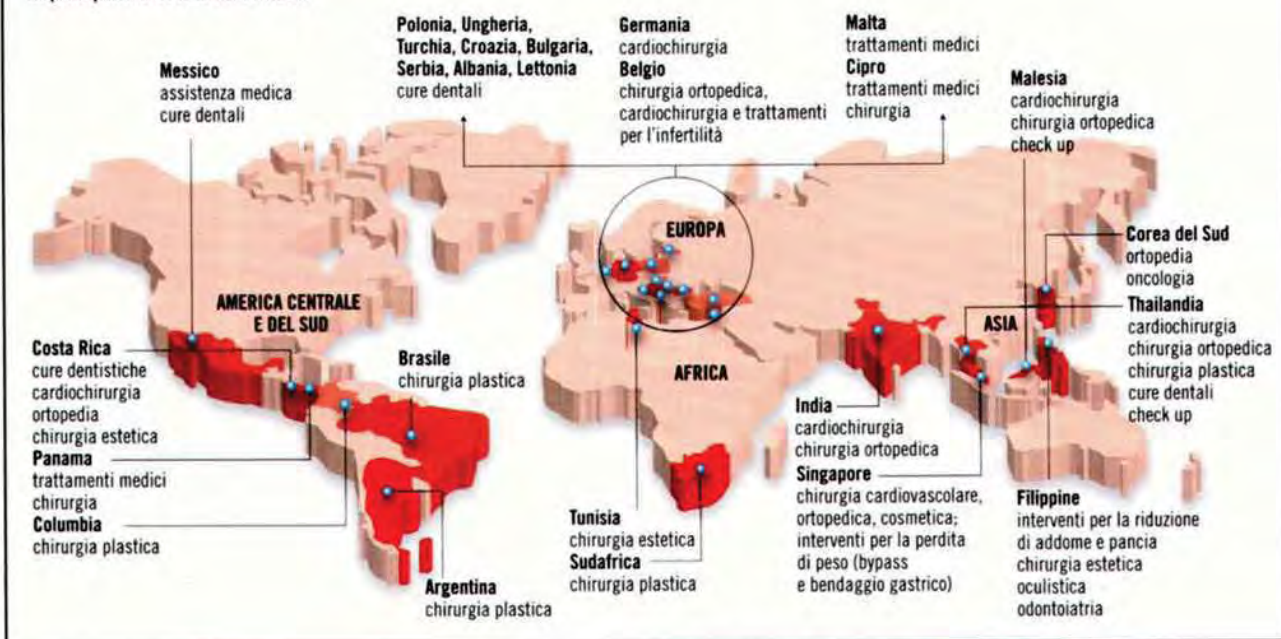 Polonia, Ungheria,
Turchia, Croazia, Bulgaria,
Serbia, Albania, Lettonia
cure dentali
Germania
cardiochirurgia
Belgio
chirurgia ortopedica,
cardiochirurgia e trattamenti
per l'infertilità
Malta
trattamenti medici
Cipro
trattamenti medici
chirurgia
Messico
assistenza medica
cure dentali
Malesia
cardiochirurgia
chirurgia ortopedica
check up
EUROPA
Corea del Sud
ortopedia
oncologia
AMERICA CENTRALE
E DEL SUD
ASIA
Thailandia
cardiochirurgia
chirurgia ortopedica
chirurgia plastica
cure dentali
check up
Costa Rica
cure dentistiche
cardiochirurgia
ortopedia
chirurgia estetica
Panama
trattamenti medici
chirurgia
Columbia
chirurgia plastica
Brasile
chirurgia plastica
AFRICA
India
cardiochirurgia
chirurgia ortopedica
Singapore
chirurgia cardiovascolare,
ortopedica, cosmetica;
interventi per la perdita
di peso (bypass
e bendaggio gastrico)
Filippine
interventi per la riduzione
di addome e pancia
chirurgia estetica
oculistica
odontoiatria
Tunisia
chirurgia estetica
Sudafrica
chirurgia plastica
Argentina
chirurgia plastica